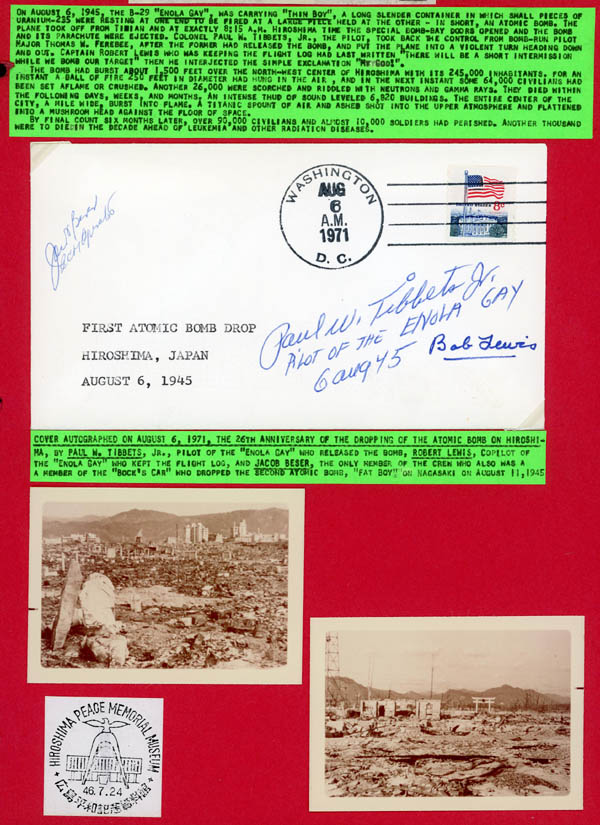 ON AUGUST 6, 1945, THE B-29 "ENOLA GAY", WAS CARRYING "THIN BOY", A LONG SLENDER CONTAINER IN WHICH SMALL PIECES OF
URANIUM-235 WERE RESTING AT ONE END TO BE FIRED AT A LARGE PIECE HELD AT THE OTHER - IN SHORT, AN ATOMIC BOMB. THE
PLANE TOOK OFF FROM TINIAN AND AT EXACTLY 8:15 A.M. HIROSHIMA TIME THE SPECIAL BOMB-BAY DOORS OPENED AND THE BOMB
AND ITS PARACHUTE WERE EJECTED. COLONEL PAUL W. TIBBETS, JR., THE PILOT, TOOK BACK THE CONTROL FROM BOMB-RUN PILOT
MAJOR THOMAS W. FEREBEE, AFTER THE FORMER HAD RELEASED THE BOMB, AND PUT THE PLANE INTO A VIOLENT TURN HEADING DOWN
AND OUT. CAPTAIN ROBERT LEWIS WHO WAS KEEPING THE FLIGHT LOG HAD LAST WRITTEN "THERE WILL BE A SHORT INTERMISSION
WHILE WE BOMB OUR TARGET" THEN HE INTERJECTED THE SIMPLE EXCLAMATION "MY GOD!"
THE BOMB HAD BURST ABOUT 1,500 FEET OVER THE NORTH-WEST CENTER OF HIROSHIMA WITH ITS 245,000 INHABITANTS. FOR AN
INSTANT A BALL OF FIRE 250 FEET IN DIAMETER HAD HUNG IN THE AIR, AND IN THE NEXT INSTANT SOME 64,000 CIVILIANS HAD
BEEN SET AFLAME OR CRUSHED. ANOTHER 26,000 WERE SCORCHED AND RIDDLED WITH NEUTRONS AND GAMMA RAYS. THEY DIED WITHIN
THE FOLLOWING DAYS, WEEKS, AND MONTHS. AN INTENSE THUD OF SOUND LEVELED 6,820 BUILDINGS. THE ENTIRE CENTER OF THE
CITY, A MILE WIDE, BURST INTO FLAME. A TITANIC SPOUT OF AIR AND ASHES SHOT INTO THE UPPER ATMOSPHERE AND FLATTENED
INTO A MUSHROOM HEAD AGAINST THE FLOOR OF SPACE.
BY FINAL COUNT SIX MONTHS LATER, OVER 90,000 CIVILIANS AND ALMOST 10,000 SOLDIERS HAD PERISHED. ANOTHER THOUSAND
WERE TO DIE IN THE DECADE AHEAD OF LEUKEMIA AND OTHER RADIATION DISEASES.
WASHINGTON
AUG
6
A.M.
1971
D. C.
8c
Jacob Beser
Paul W. Tibbets Jr.
PILOT OF THE ENOLA GAY
6 aug 45
Bob Lewis
FIRST ATOMIC BOMB DROP
HIROSHIMA, JAPAN
AUGUST 6, 1945
COVER AUTOGRAPHED ON AUGUST 6, 1971, THE 26TH ANNIVERSARY OF THE DROPPING OF THE ATOMIC BOMB ON HIROSHI-
MA, BY PAUL W. TIBBETS, JR., PILOT OF THE "ENOLA GAY" WHO RELEASED THE BOMB, ROBERT LEWIS, COPILOT OF
THE "ENOLA GAY" WHO KEPT THE FLIGHT LOG, AND JACOB BESER, THE ONLY MEMBER OF THE CREW WHO ALSO WAS A
A MEMBER OF THE "BOCK'S CAR" WHO DROPPED THE SECOND ATOMIC BOMB, "FAT BOY" ON NAGASAKI ON AUGUST 11,1945
HIROSHIMA PEACE MEMORIAL MUSEUM
46.7.24